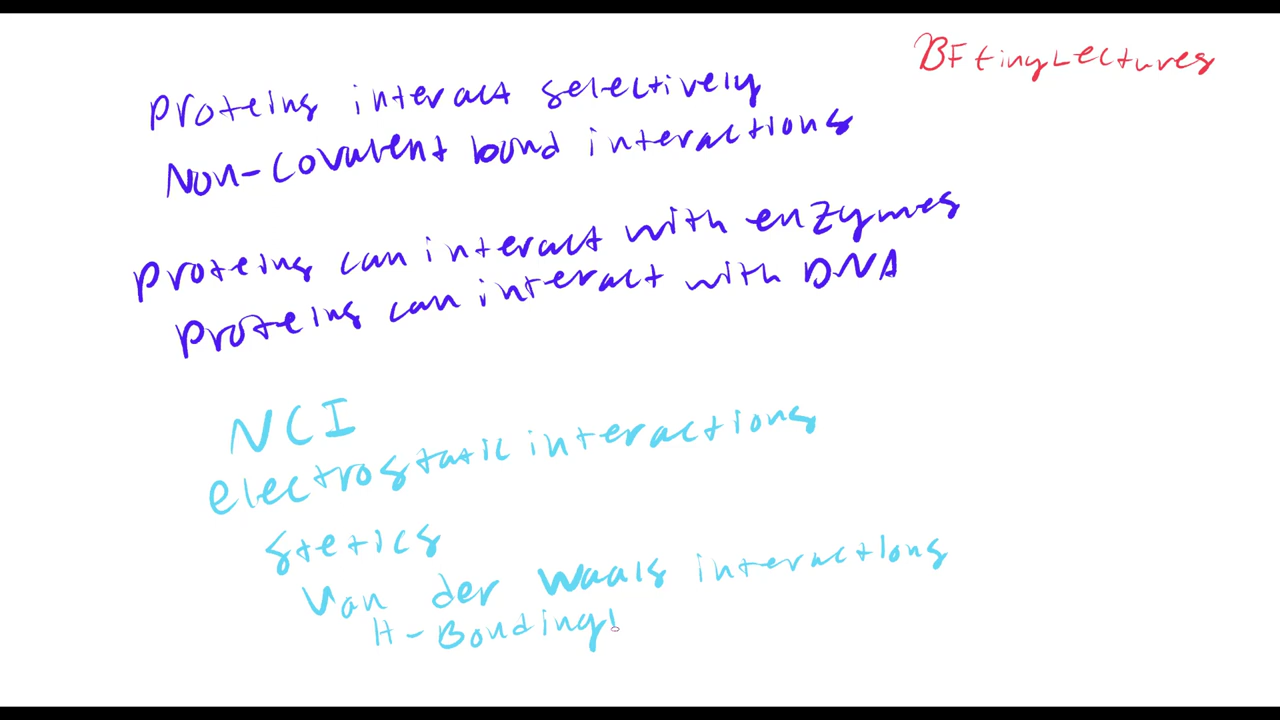 BFtinyLectures
Proteins interact selectively
Non-Covalent bond interactions
Proteins can interact with enzymes
Proteins can interact with DNA
NCI
electrostatic interactions
stetics
Van der Waals interactions
H-Bonding!